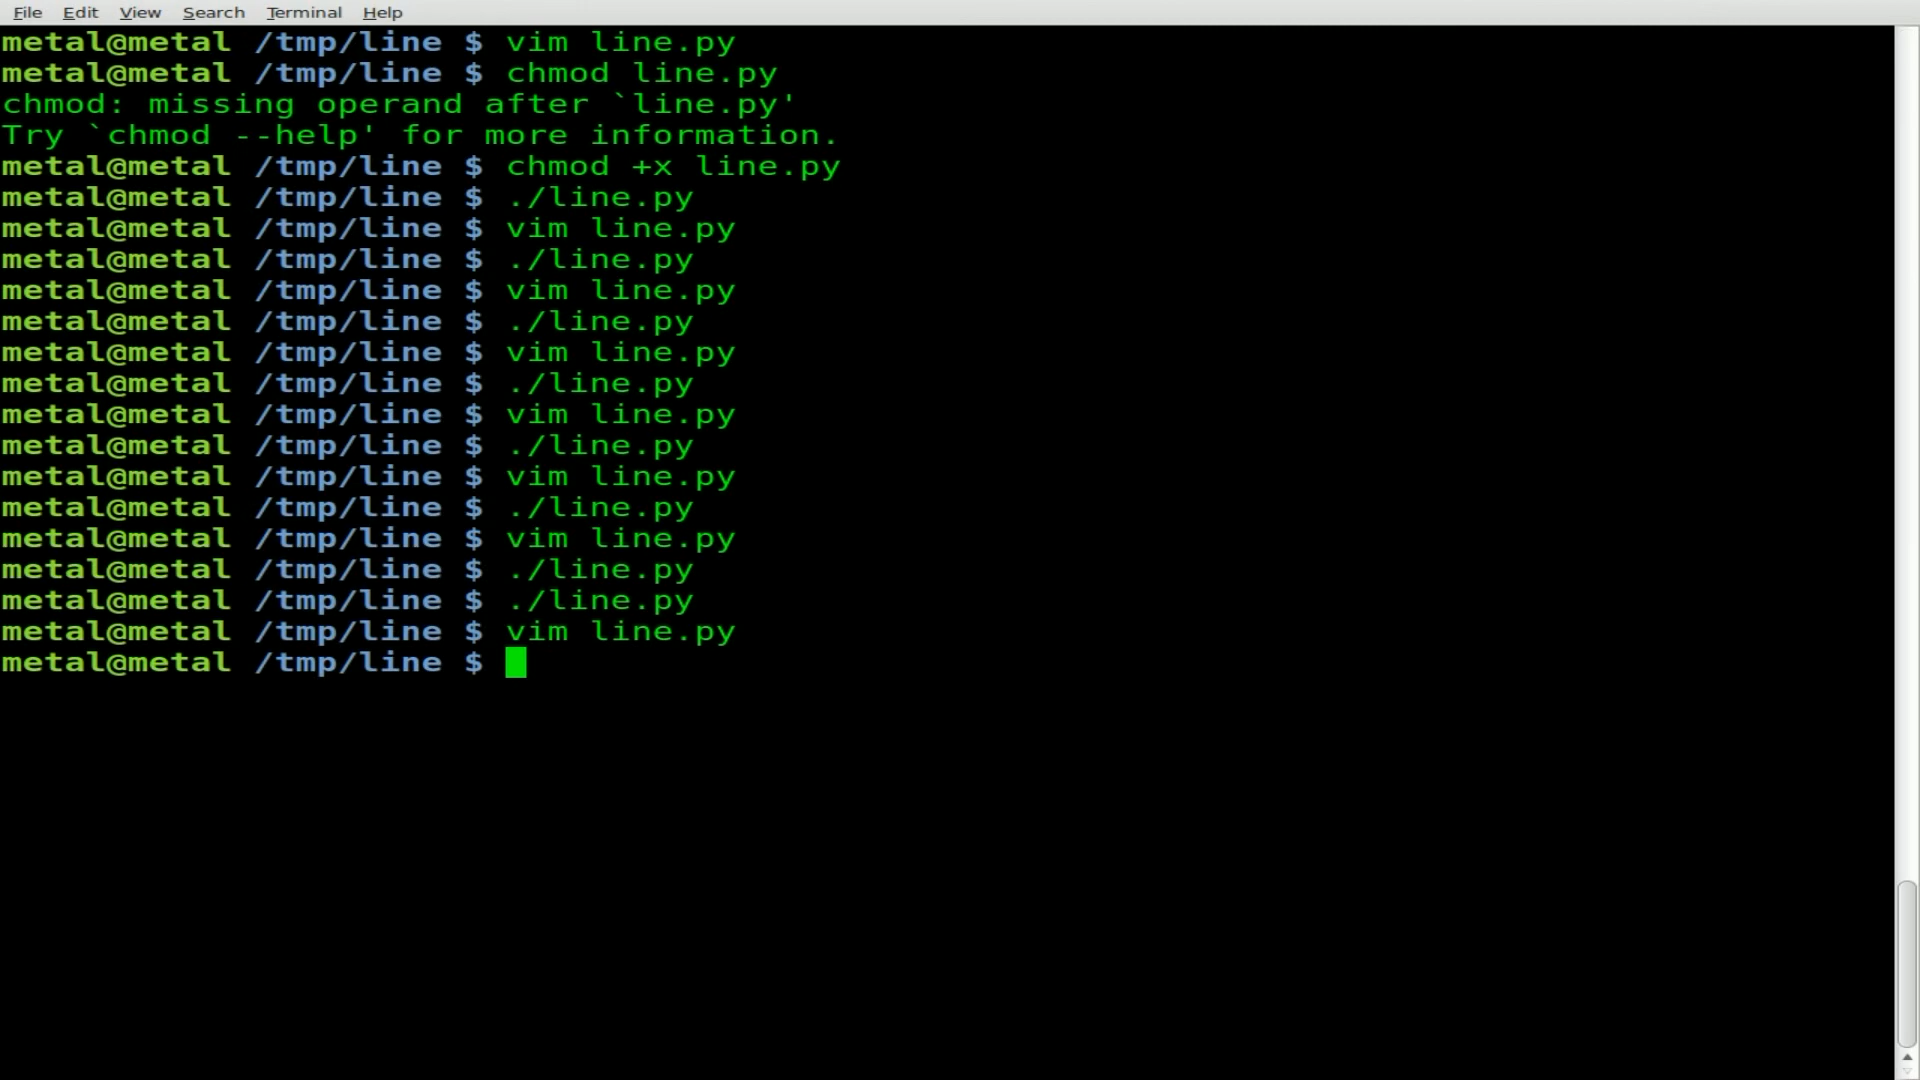 File Edit View Search Terminal Help
metal@metal /tmp/line $ vim line.py
metal@metal /tmp/line $ chmod line.py
chmod: missing operand after `line.py'
Try `chmod --help' for more information.
metal@metal /tmp/line $ chmod +x line.py
metal@metal /tmp/line $ ./line.py
metal@metal /tmp/line $ vim line.py
metal@metal /tmp/line $ ./line.py
metal@metal /tmp/line $ vim line.py
metal@metal /tmp/line $ ./line.py
metal@metal /tmp/line $ vim line.py
metal@metal /tmp/line $ ./line.py
metal@metal /tmp/line $ vim line.py
metal@metal /tmp/line $ ./line.py
metal@metal /tmp/line $ vim line.py
metal@metal /tmp/line $ ./line.py
metal@metal /tmp/line $ vim line.py
metal@metal /tmp/line $ ./line.py
metal@metal /tmp/line $ ./line.py
metal@metal /tmp/line $ vim line.py
metal@metal /tmp/line $